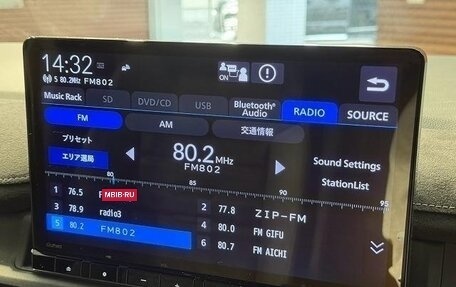 14:32
ON
5 80.2MHz FM802
Music Rack SD DVD/CD USB Bluetooth® Audio RADIO SOURCE
FM AM 交通情報
プリセット
エリア選局
80.2MHz
FM802
Sound Settings
StationList
80 85 90 95
1 76.5 F
MBIB·RU
2 77.8 ZIP-FM
3 78.9 radio3
4 80.0 FM GIFU
5 80.2 FM802
6 80.7 FM AICHI